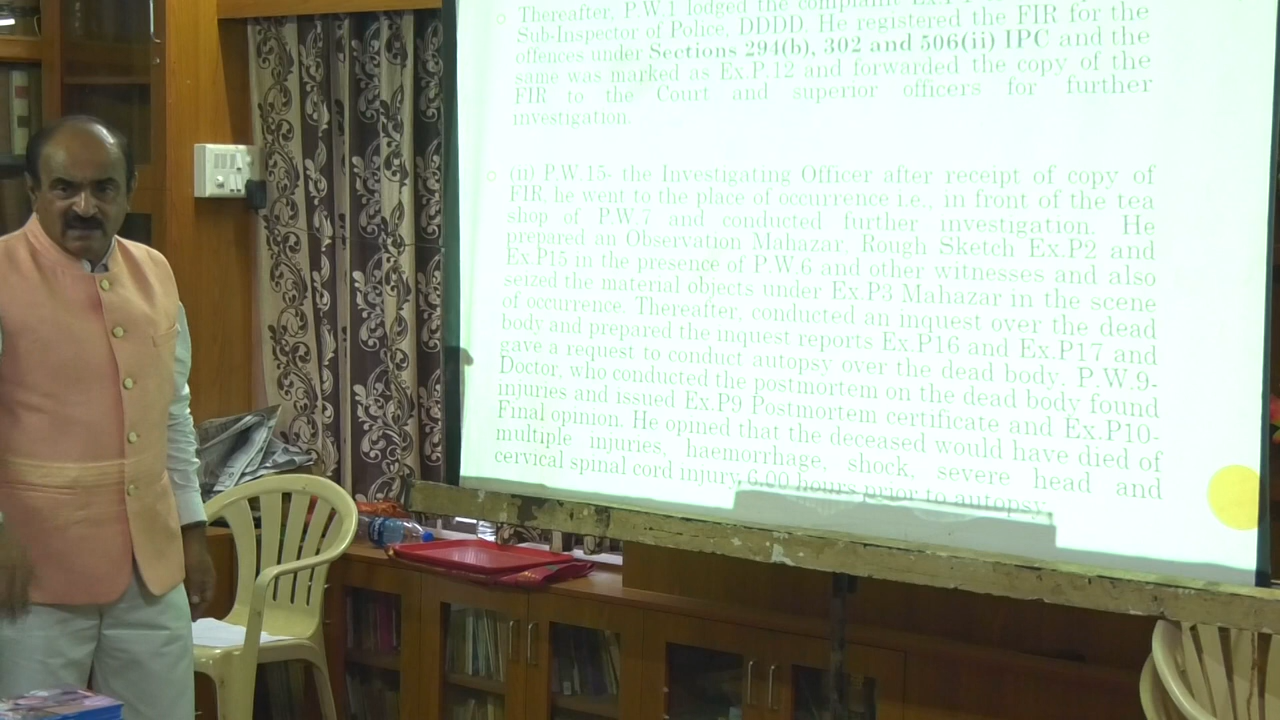 Thereafter, P.W.1 lodged the complaint
Sub-Inspector of Police, DDDD. He registered the FIR for the
offences under Sections 294(b), 302 and 506(ii) IPC and the
same was marked as Ex.P.12 and forwarded the copy of the
FIR to the Court and superior officers for further
investigation.
(ii) P.W.15- the Investigating Officer after receipt of copy of
FIR, he went to the place of occurrence i.e., in front of the tea
shop of P.W.7 and conducted further investigation. He
prepared an Observation Mahazar, Rough Sketch Ex.P2 and
Ex.P15 in the presence of P.W.6 and other witnesses and also
seized the material objects under Ex.P3 Mahazar in the scene
of occurrence. Thereafter, conducted an inquest over the dead
body and prepared the inquest reports Ex.P16 and Ex.P17 and
gave a request to conduct autopsy over the dead body. P.W.9-
Doctor, who conducted the postmortem on the dead body found
injuries and issued Ex.P9 Postmortem certificate and Ex.P10-
Final opinion. He opined that the deceased would have died of
multiple injuries, haemorrhage, shock, severe head and
cervical spinal cord injury, 6.00 hours prior to autopsy.